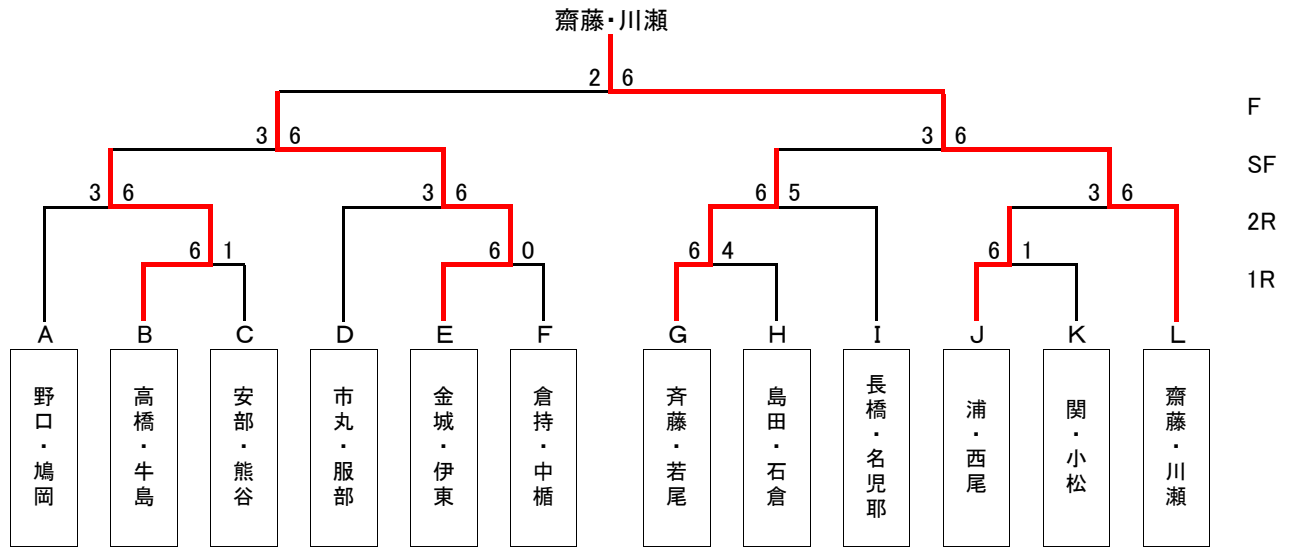 齋藤・川瀬
2 6
F
3 6 3 6
SF
3 6 3 6 6 5 3 6
2R
6 1 6 0 6 4 6 1
1R
A B C D E F G H I J K L
野口・鳩岡
高橋・牛島
安部・熊谷
市丸・服部
金城・伊東
倉持・中楯
斉藤・若尾
島田・石倉
長橋・名児耶
浦・西尾
関・小松
齋藤・川瀬